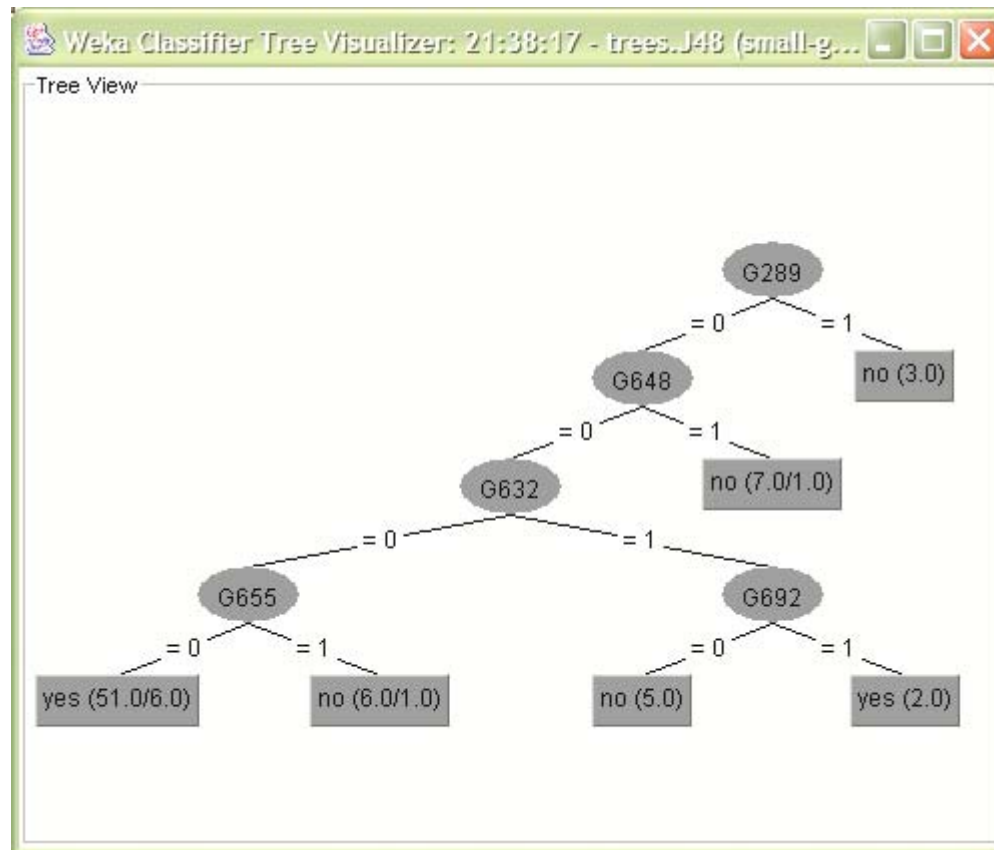 Weka Classifier Tree Visualizer: 21:38:17 - trees.J48 (small-g...
Tree View
G289
= 0
= 1
G648
no (3.0)
= 0
= 1
G632
no (7.0/1.0)
= 0
= 1
G655
G692
= 0
= 1
= 0
= 1
yes (51.0/6.0)
no (6.0/1.0)
no (5.0)
yes (2.0)